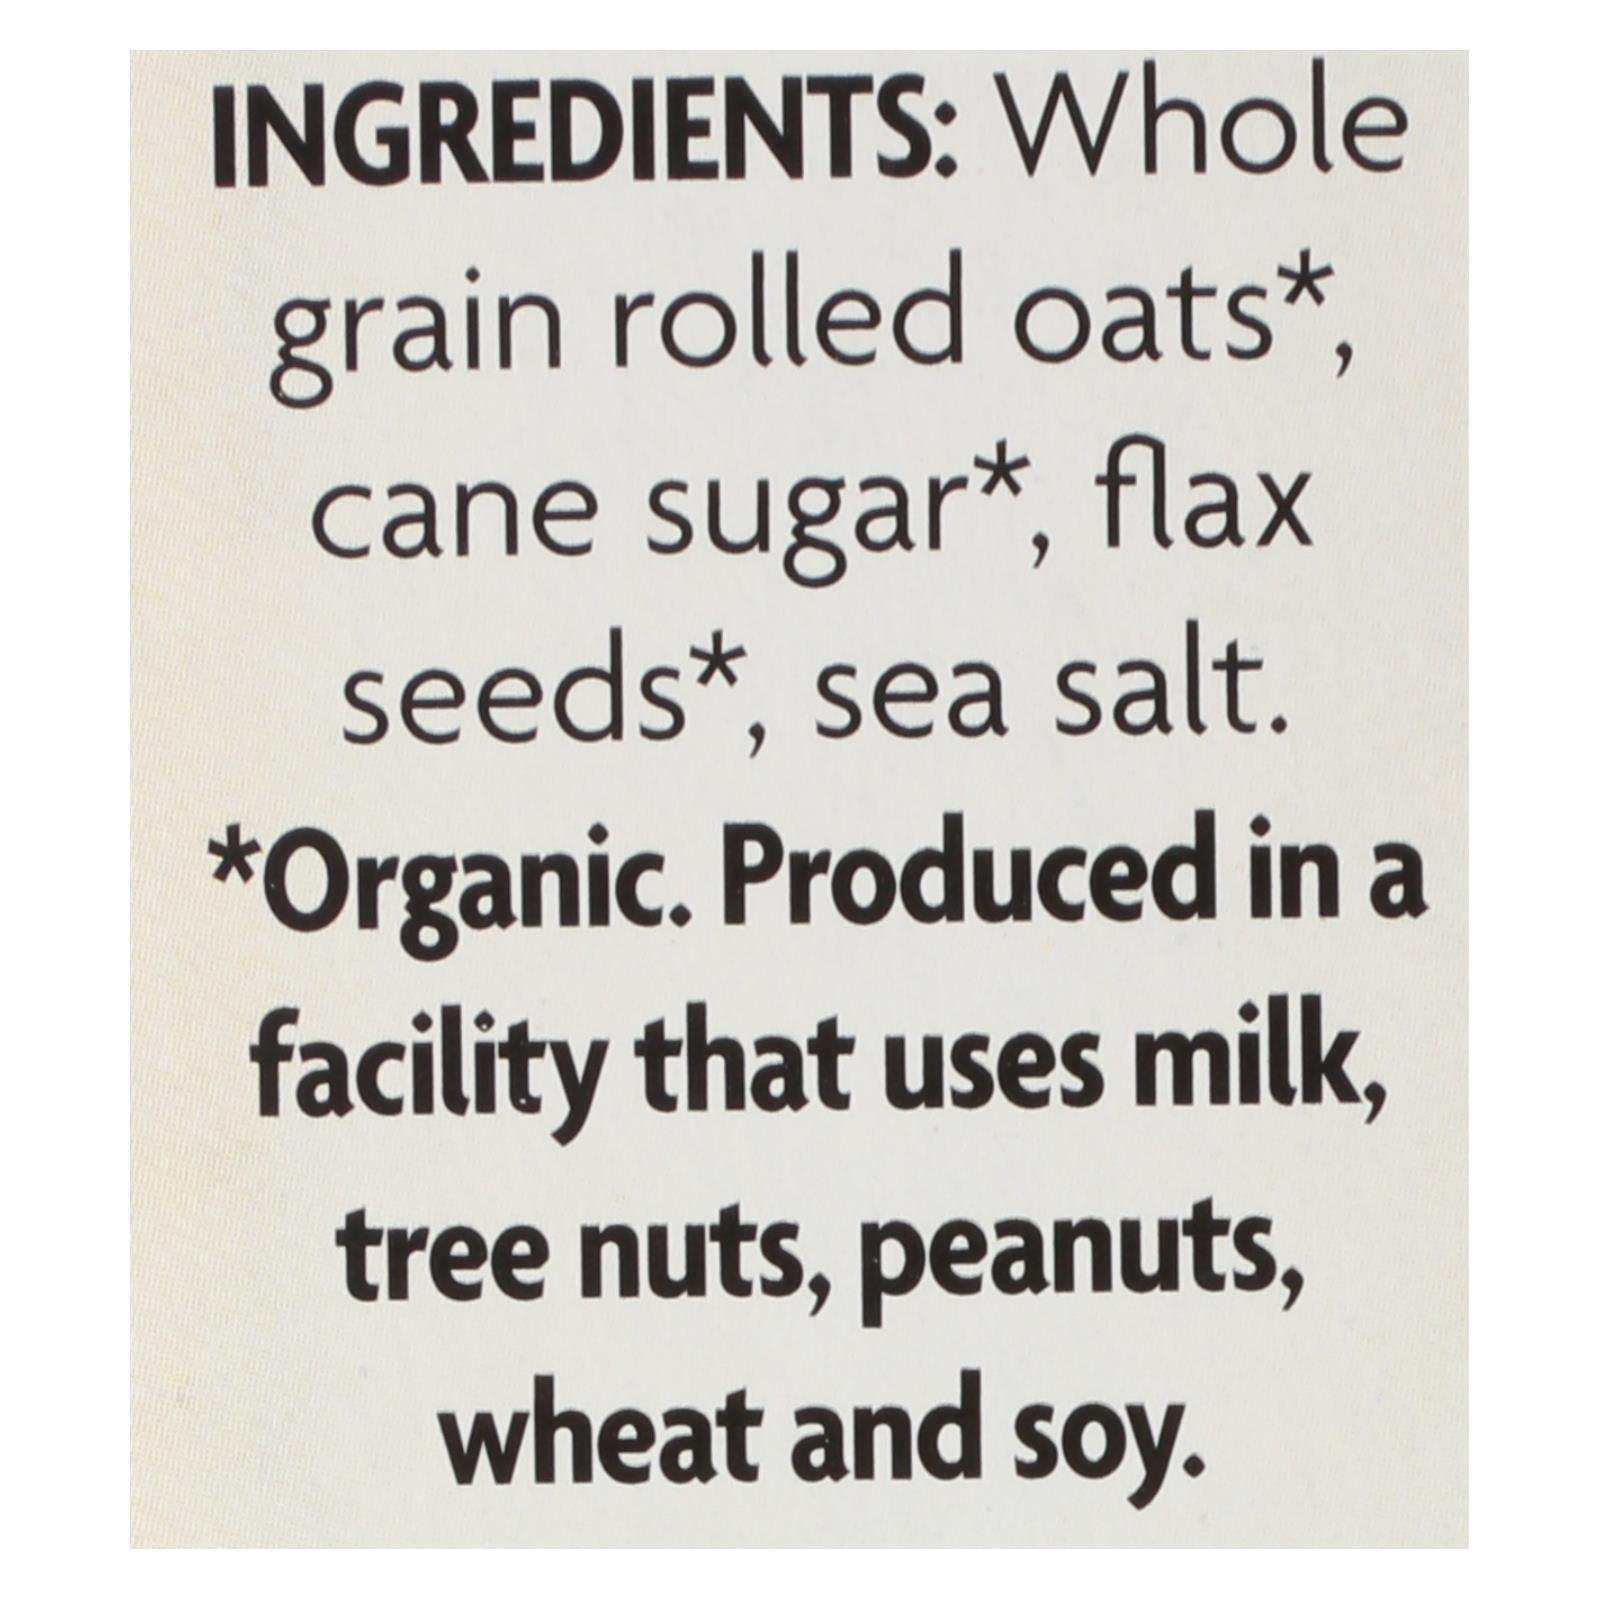 INGREDIENTS: Whole
grain rolled oats*,
cane sugar*, flax
seeds*, sea salt.
*Organic. Produced in a
facility that uses milk,
tree nuts, peanuts,
wheat and soy.